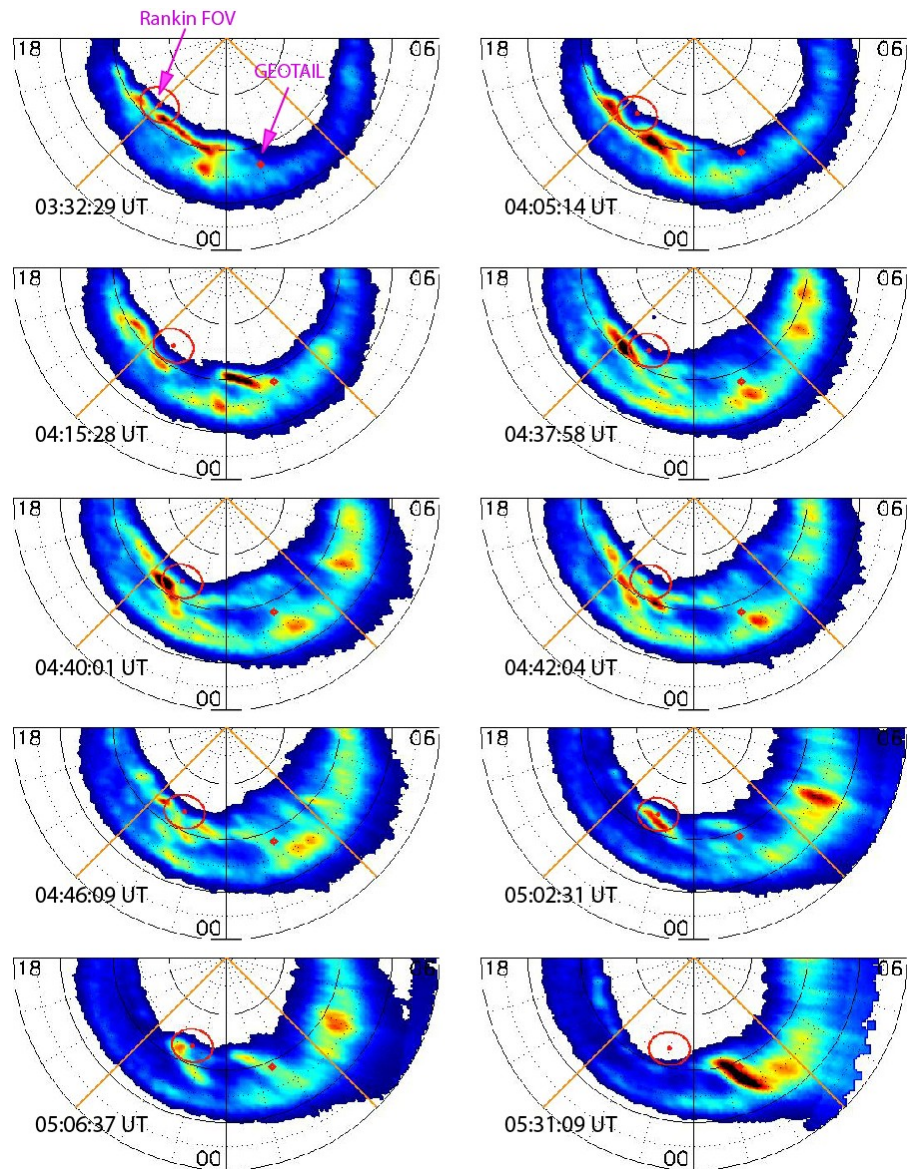 Rankin FOV
18
06
GEOTAIL
03:32:29 UT
00
18
06
04:05:14 UT
00
18
06
04:15:28 UT
00
18
06
04:37:58 UT
00
18
06
04:40:01 UT
00
18
06
04:42:04 UT
00
18
06
04:46:09 UT
00
18
06
05:02:31 UT
00
18
06
05:06:37 UT
00
18
06
05:31:09 UT
00